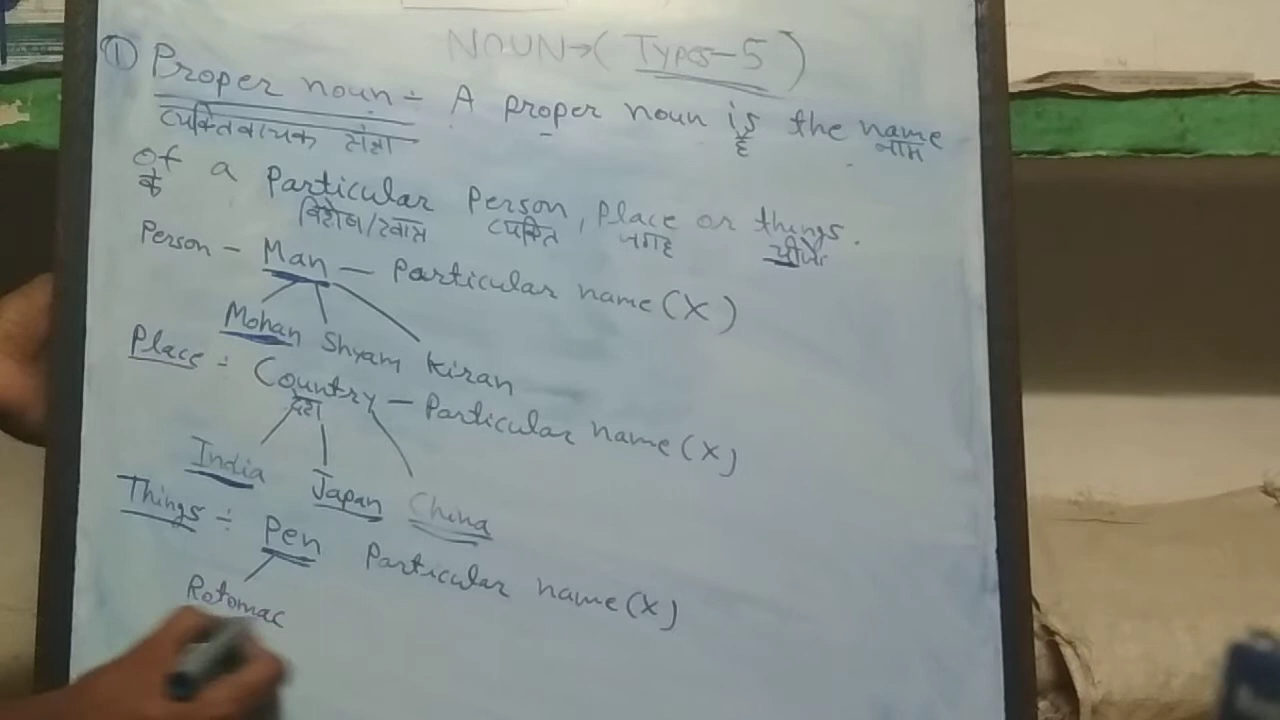 NOUN→(Types-5)
① Proper noun÷ A proper noun is the name
व्यक्तिवाचक संज्ञा है नाम
of a Particular Person, Place or things.
के विशेष/खास व्यक्ति जगह चीजें
Person - Man - Particular name(X)
Mohan Shyam Kiran
Place÷ Country - Particular name(X)
देश
India Japan China
Things÷ Pen Particular name(X)
Rotomac